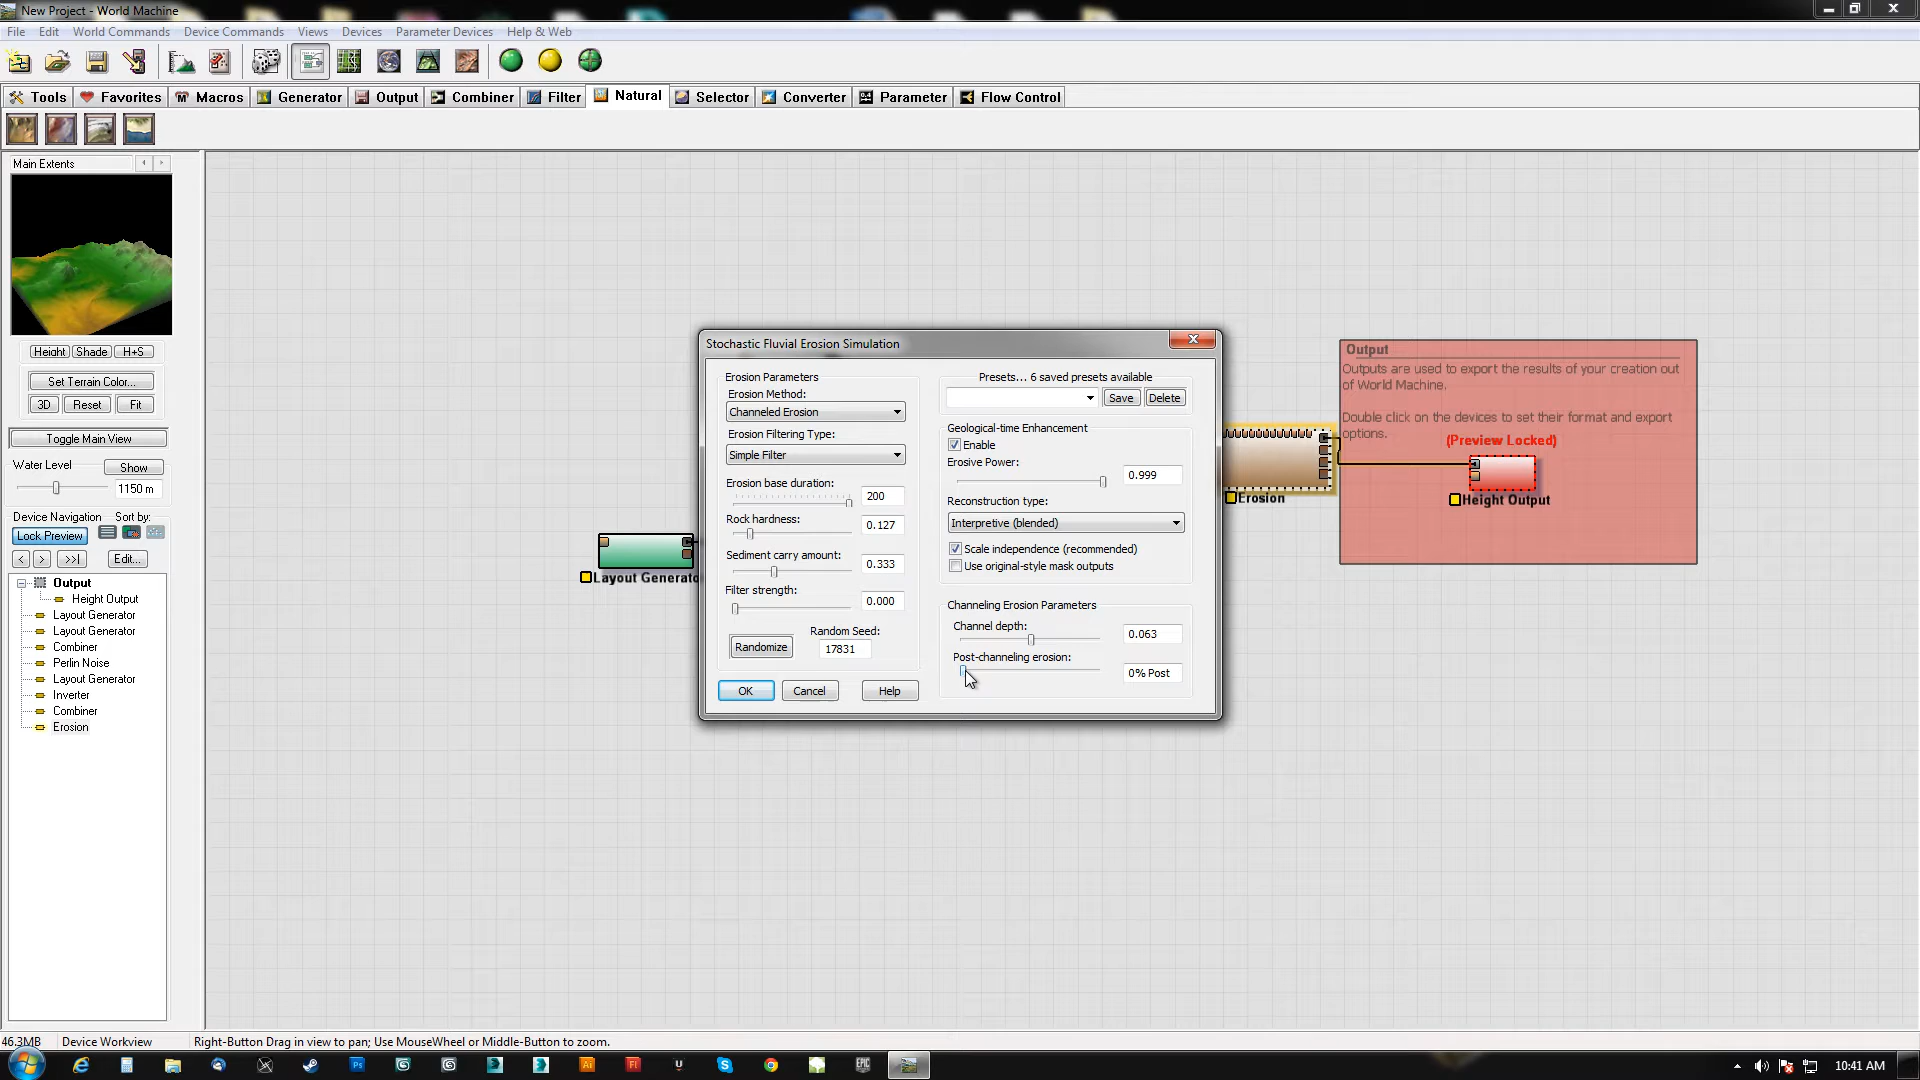 New Project - World Machine
File Edit World Commands Device Commands Views Devices Parameter Devices Help & Web
Tools Favorites Macros Generator Output Combiner Filter Natural Selector Converter Parameter Flow Control
Main Extents
Height Shade H+S
Set Terrain Color...
3D Reset Fit
Toggle Main View
Water Level Show
1150 m
Device Navigation Sort by:
Lock Preview
< > >>| Edit...
Output
Height Output
Layout Generator
Layout Generator
Combiner
Perlin Noise
Layout Generator
Inverter
Combiner
Erosion
Layout Generato
Stochastic Fluvial Erosion Simulation
Erosion Parameters
Erosion Method:
Channeled Erosion
Erosion Filtering Type:
Simple Filter
Erosion base duration:
200
Rock hardness:
0.127
Sediment carry amount:
0.333
Filter strength:
0.000
Random Seed:
Randomize 17831
OK Cancel Help
Presets... 6 saved presets available
Save Delete
Geological-time Enhancement
Enable
Erosive Power:
0.999
Reconstruction type:
Interpretive (blended)
Scale independence (recommended)
Use original-style mask outputs
Channeling Erosion Parameters
Channel depth:
0.063
Post-channeling erosion:
0% Post
Erosion
Output
Outputs are used to export the results of your creation out
of World Machine.
Double click on the devices to set their format and export
options.
(Preview Locked)
Height Output
46.3MB Device Workview Right-Button Drag in view to pan; Use MouseWheel or Middle-Button to zoom.
10:41 AM